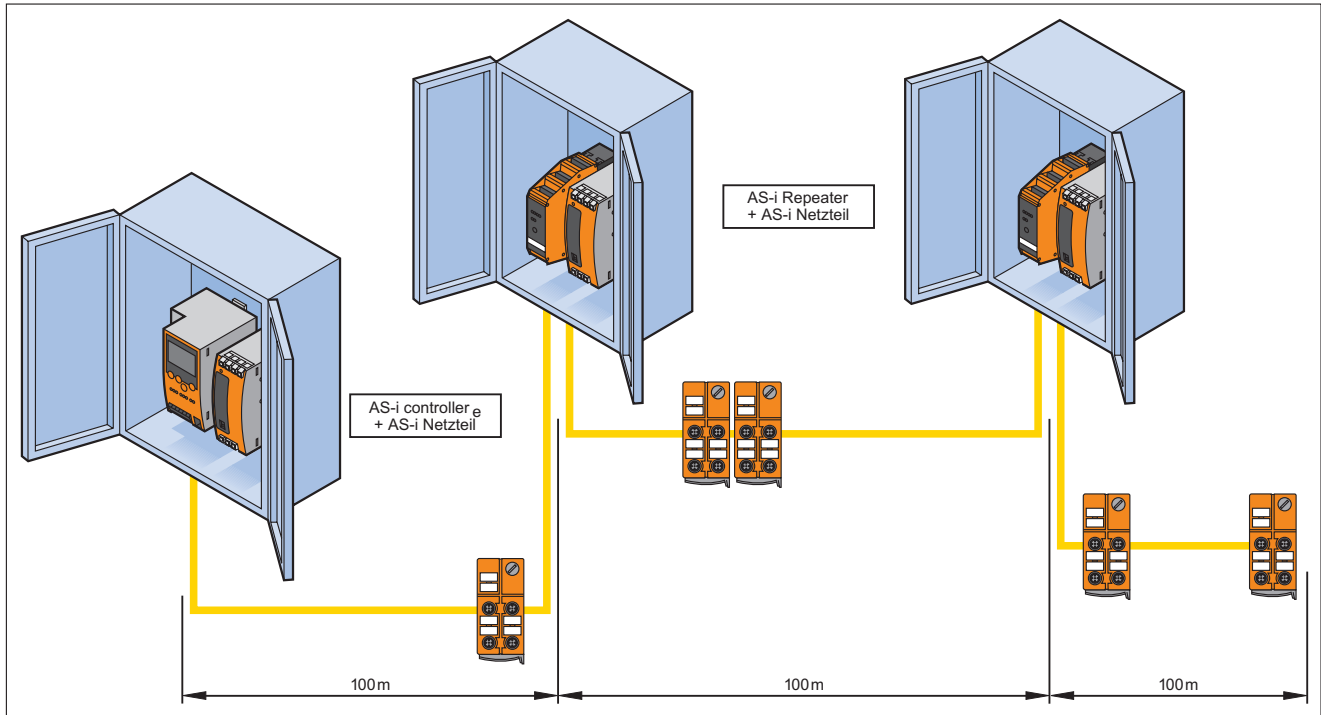 AS-i Repeater
+ AS-i Netzteil
AS-i controller e
+ AS-i Netzteil
100m
100m
100m